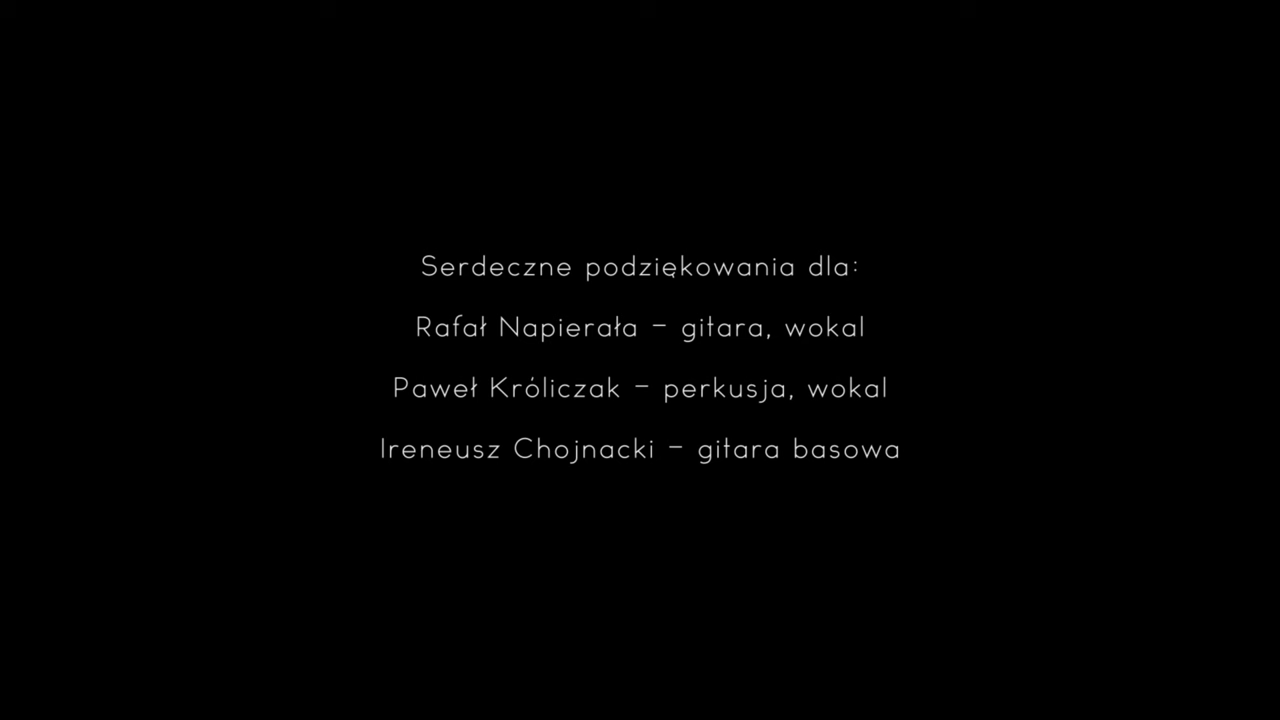 Serdeczne podziękowania dla:
Rafał Napierała – gitara, wokal
Paweł Króliczak – perkusja, wokal
Ireneusz Chojnacki – gitara basowa